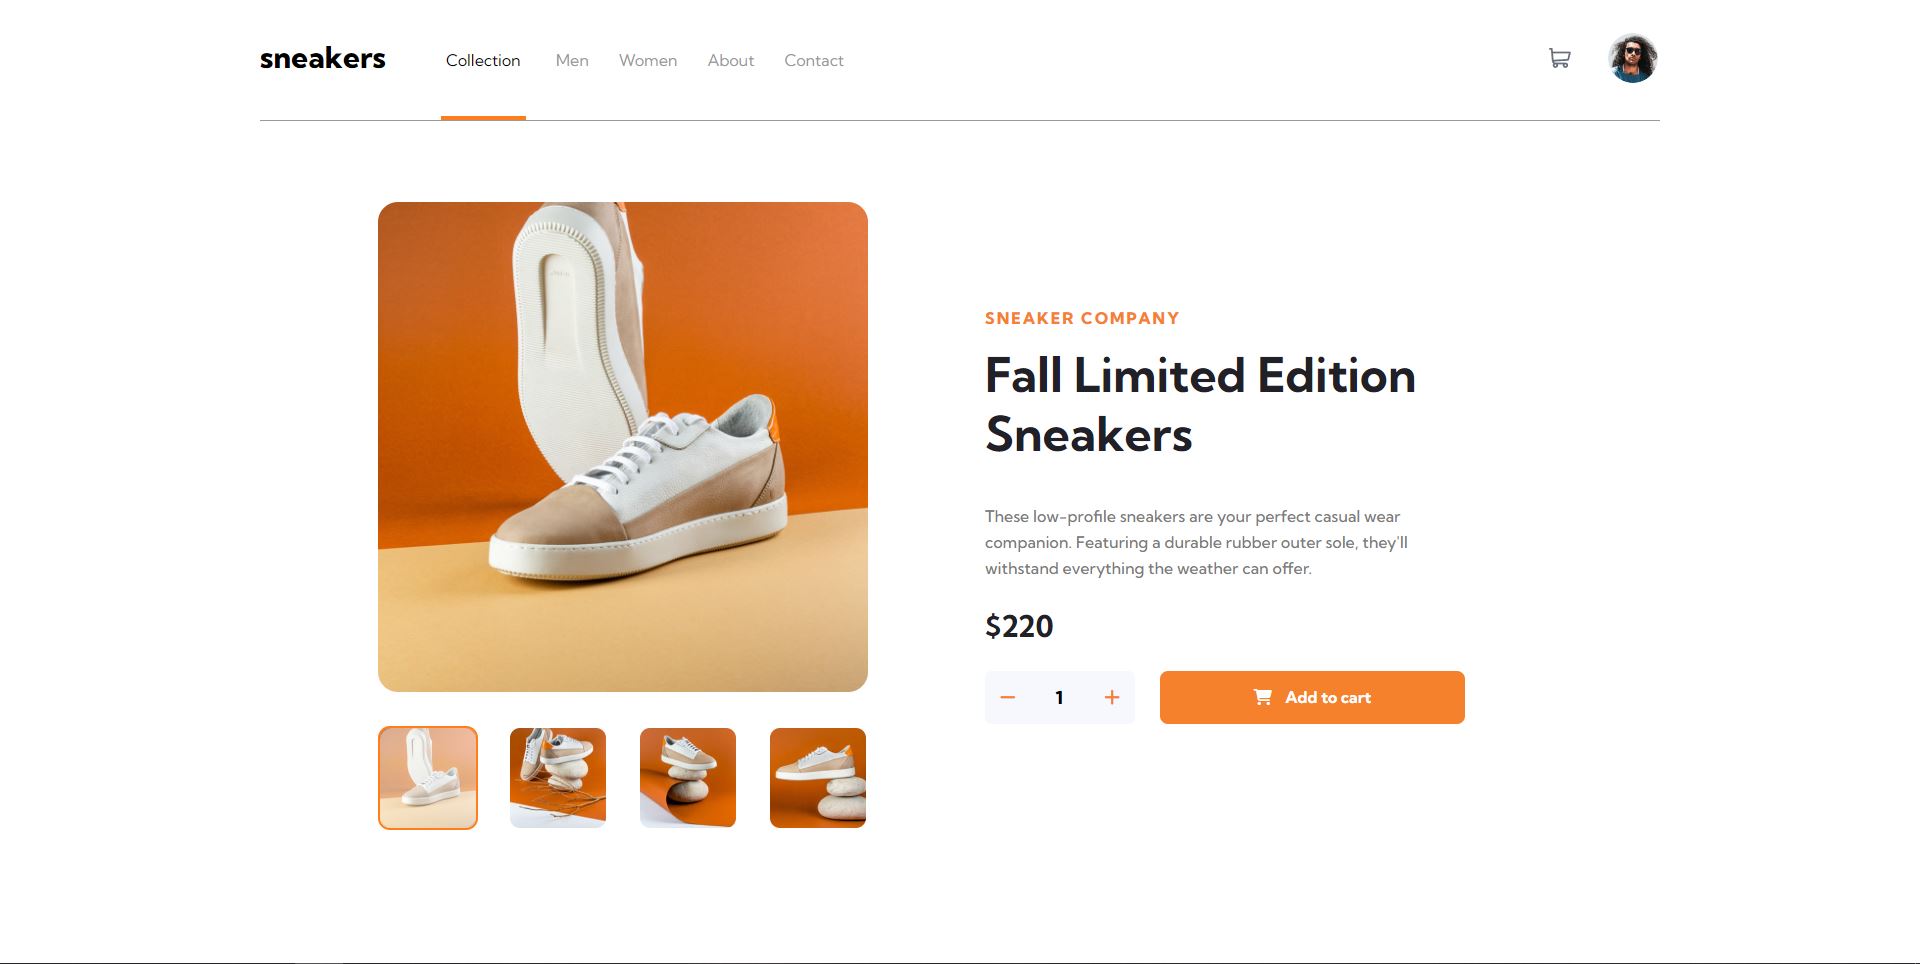 sneakers
Collection
Men
Women
About
Contact
SNEAKER COMPANY
Fall Limited Edition
Sneakers
These low-profile sneakers are your perfect casual wear
companion. Featuring a durable rubber outer sole, they'll
withstand everything the weather can offer.
$220
− 1 +
Add to cart